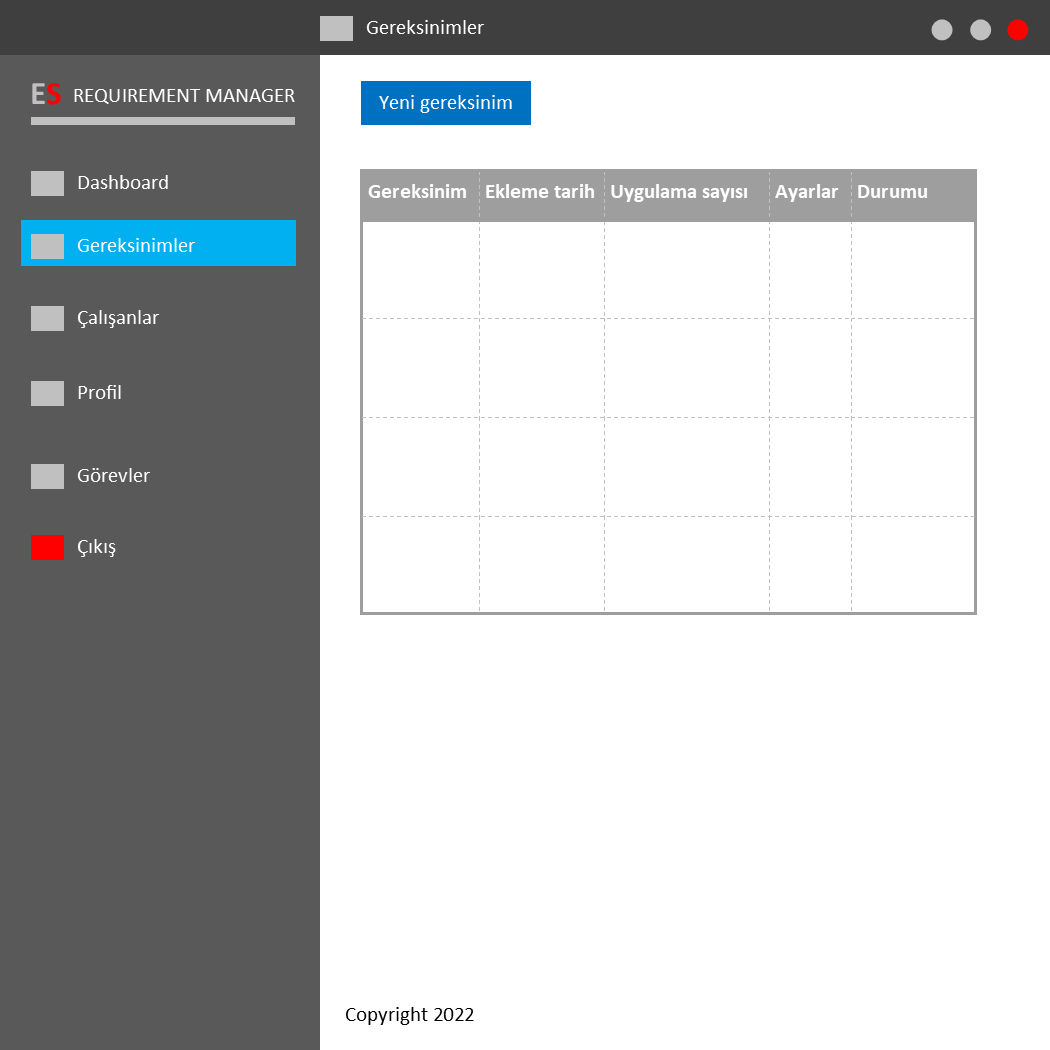 Gereksinimler
ES REQUIREMENT MANAGER
Dashboard
Gereksinimler
Çalışanlar
Profil
Görevler
Çıkış
Yeni gereksinim
Gereksinim Ekleme tarih Uygulama sayısı Ayarlar Durumu
Copyright 2022